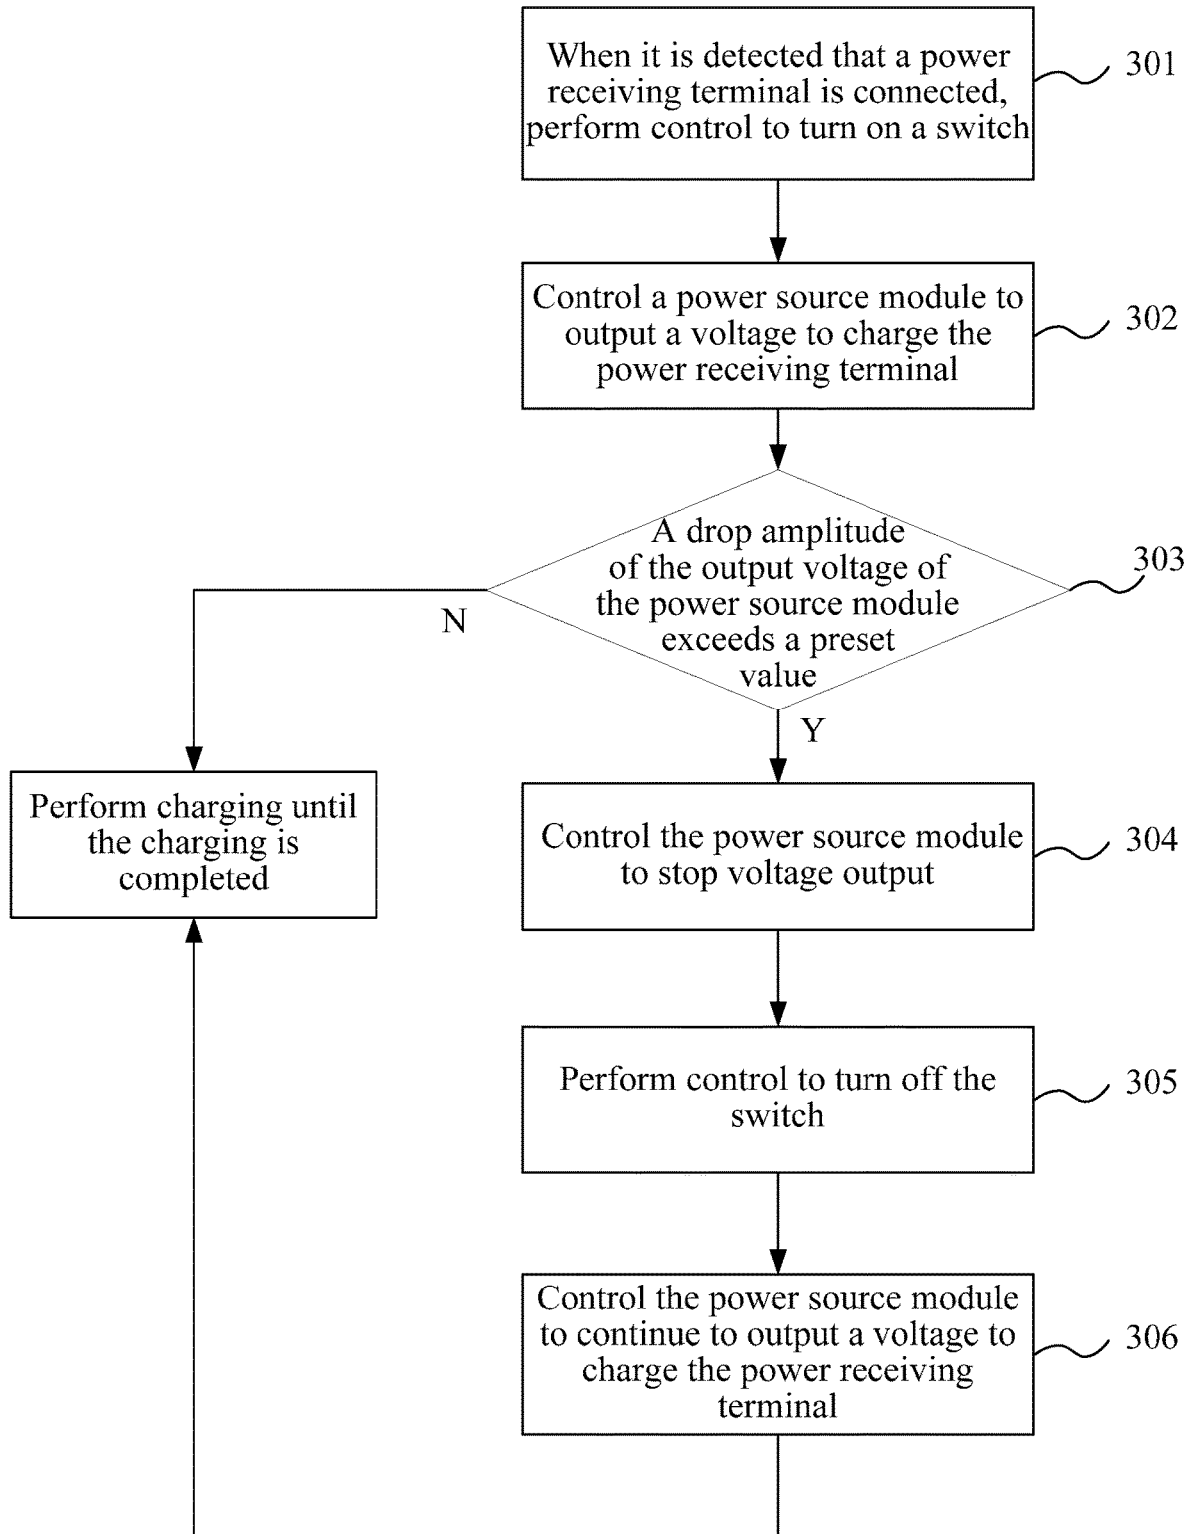 When it is detected that a power
receiving terminal is connected,
perform control to turn on a switch
301
Control a power source module to
output a voltage to charge the
power receiving terminal
302
A drop amplitude
of the output voltage of
the power source module
exceeds a preset
value
303
N
Y
Perform charging until
the charging is
completed
Control the power source module
to stop voltage output
304
Perform control to turn off the
switch
305
Control the power source module
to continue to output a voltage to
charge the power receiving
terminal
306